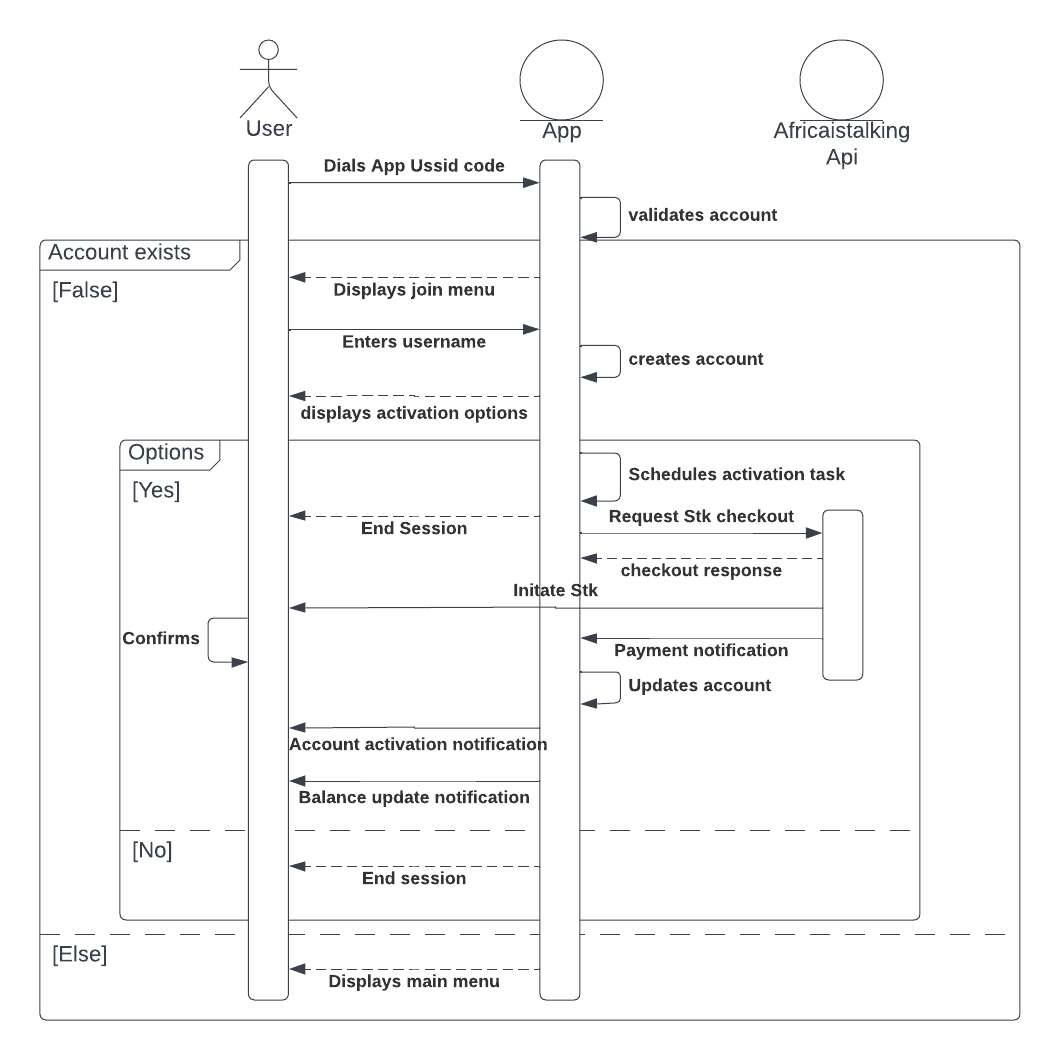 User
App
Africaistalking
Api
Dials App Ussid code
validates account
Account exists
[False]
Displays join menu
Enters username
creates account
displays activation options
Options
[Yes]
Schedules activation task
End Session
Request Stk checkout
checkout response
Initate Stk
Confirms
Payment notification
Updates account
Account activation notification
Balance update notification
[No]
End session
[Else]
Displays main menu